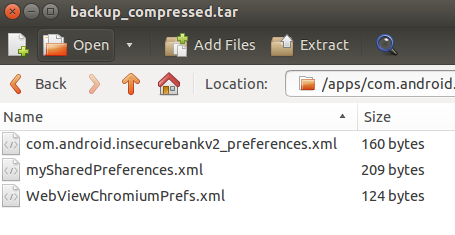 backup_compressed.tar
Open Add Files Extract
Back Location: /apps/com.android.
Name Size
com.android.insecurebankv2_preferences.xml 160 bytes
mySharedPreferences.xml 209 bytes
WebViewChromiumPrefs.xml 124 bytes